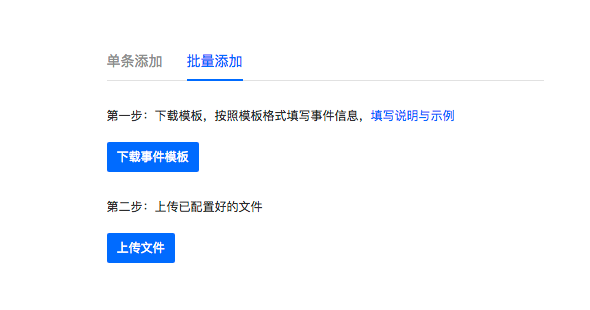 单条添加 批量添加
第一步：下载模板，按照模板格式填写事件信息，填写说明与示例
下载事件模板
第二步：上传已配置好的文件
上传文件